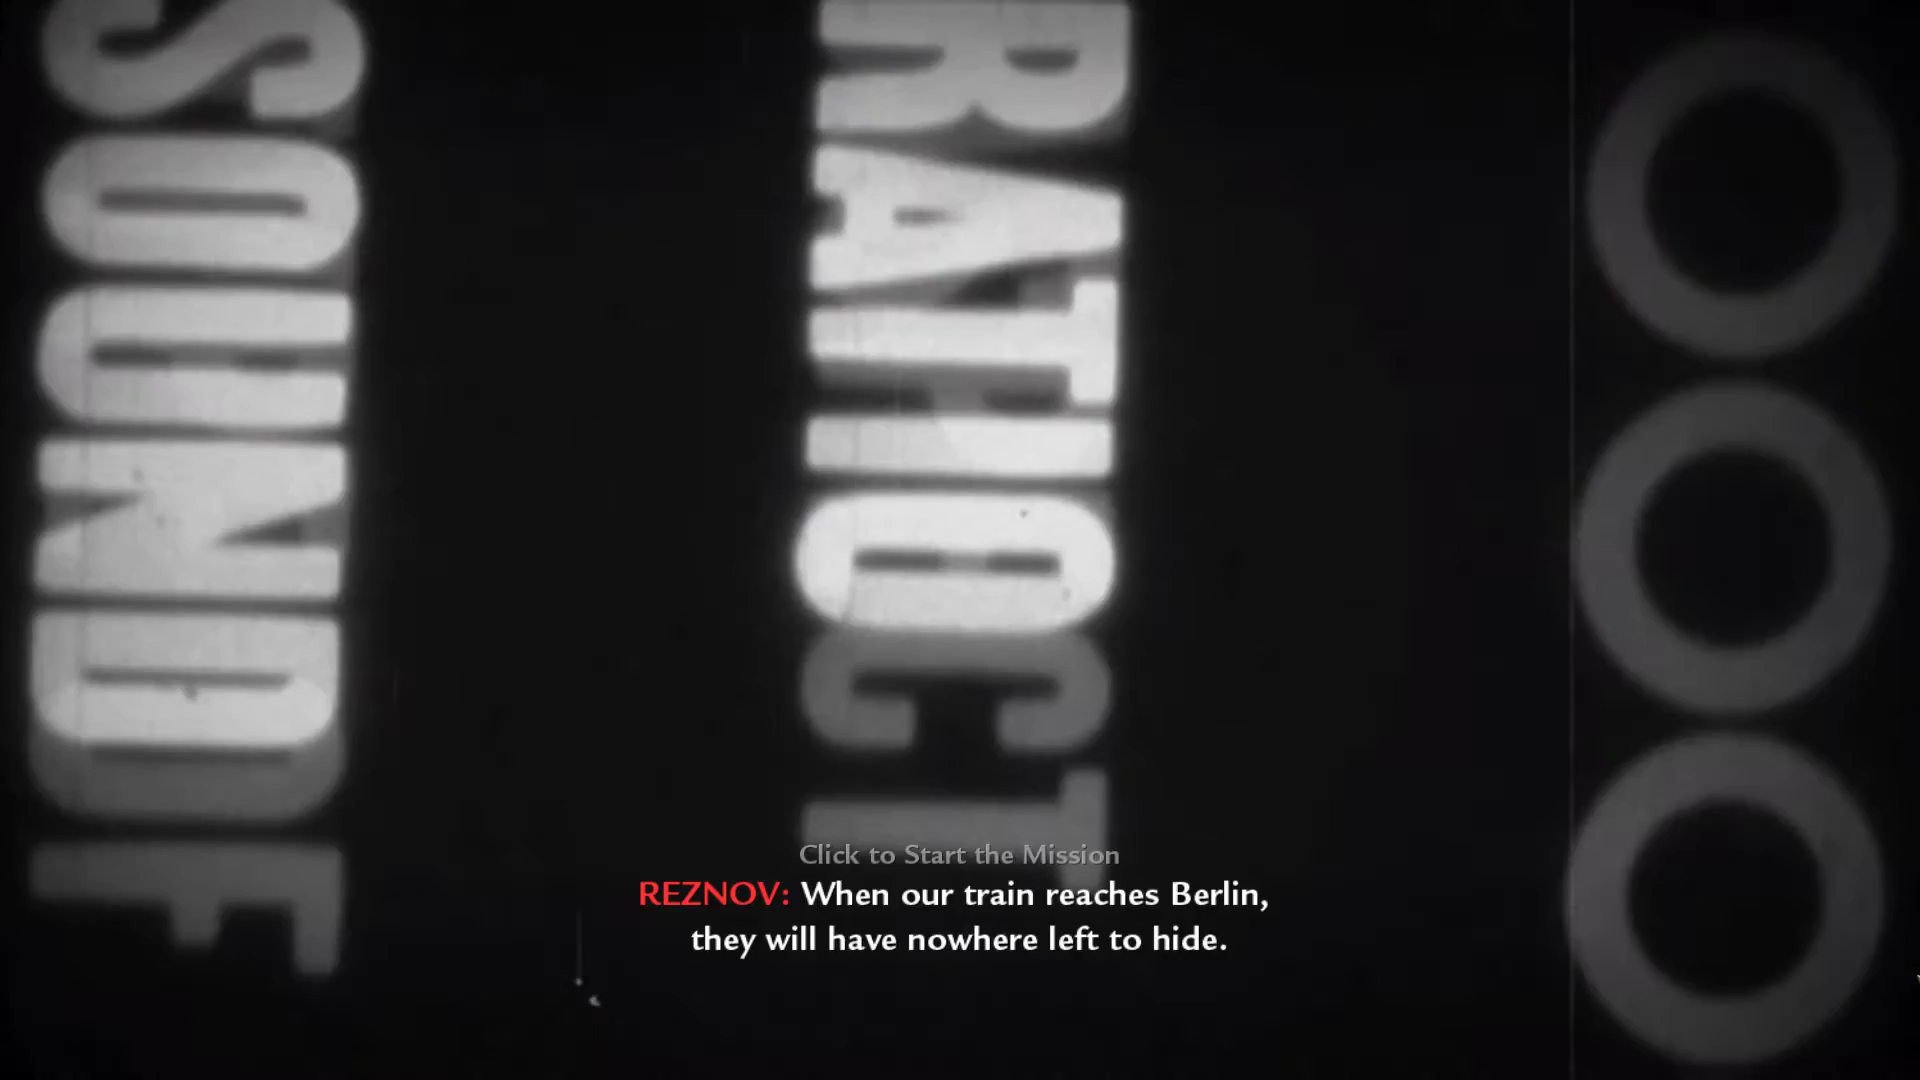 SOUND
RATIO
CT
Click to Start the Mission
REZNOV: When our train reaches Berlin,
they will have nowhere left to hide.